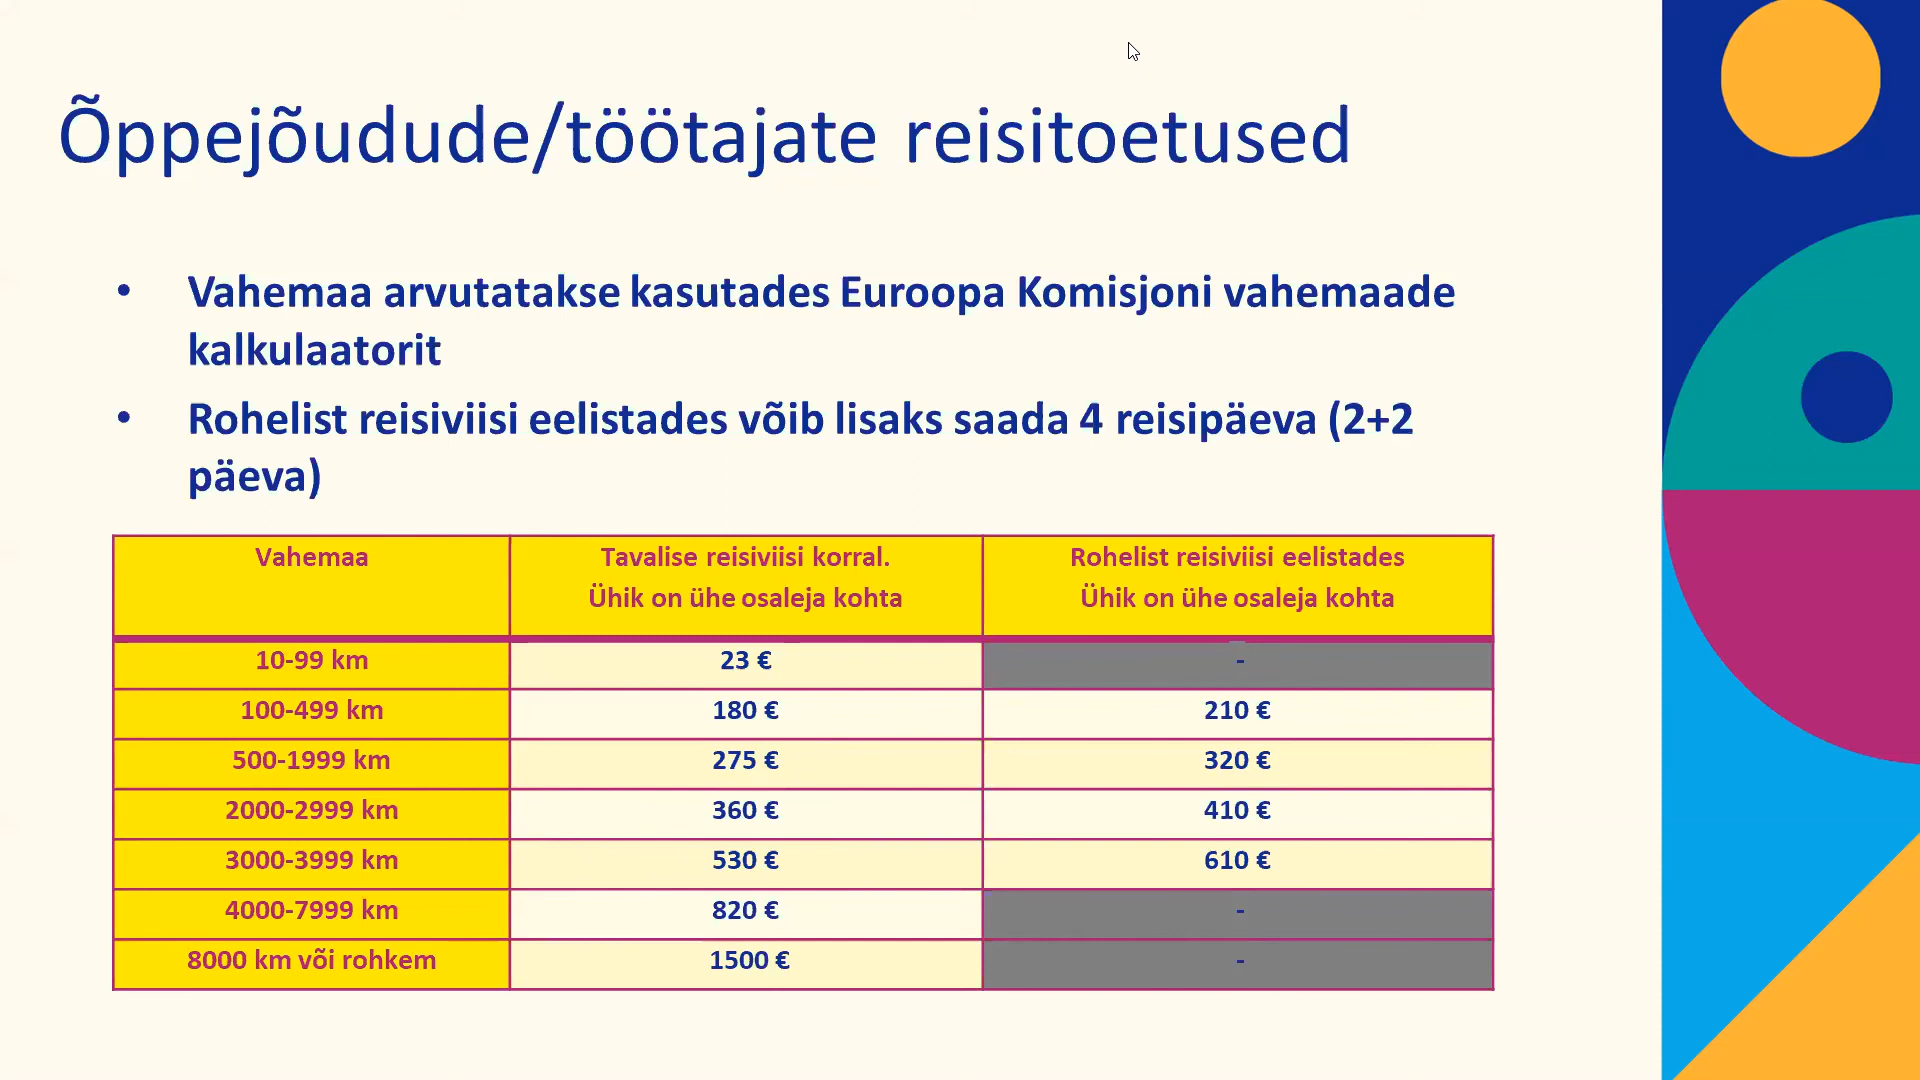 Õppejõudude/töötajate reisitoetused
• Vahemaa arvutatakse kasutades Euroopa Komisjoni vahemaade
kalkulaatorit
• Rohelist reisiviisi eelistades võib lisaks saada 4 reisipäeva (2+2
päeva)
Vahemaa Tavalise reisiviisi korral. Rohelist reisiviisi eelistades
Ühik on ühe osaleja kohta Ühik on ühe osaleja kohta
10-99 km 23 € -
100-499 km 180 € 210 €
500-1999 km 275 € 320 €
2000-2999 km 360 € 410 €
3000-3999 km 530 € 610 €
4000-7999 km 820 € -
8000 km või rohkem 1500 € -